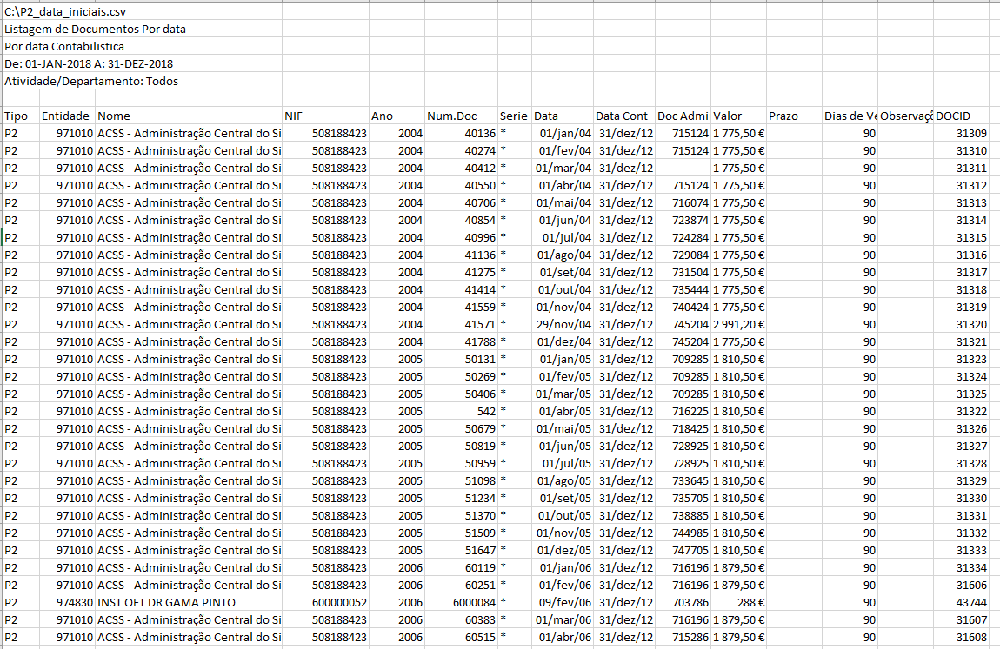 C:\P2_data_iniciais.csv
Listagem de Documentos Por data
Por data Contabilistica
De: 01-JAN-2018 A: 31-DEZ-2018
Atividade/Departamento: Todos
Tipo Entidade Nome NIF Ano Num.Doc Serie Data Data Cont Doc Admi Valor Prazo Dias de Ve Observaçõ DOCID
P2 971010 ACSS - Administração Central do Si 508188423 2004 40136 * 01/jan/04 31/dez/12 715124 1 775,50 € 90 31309
P2 971010 ACSS - Administração Central do Si 508188423 2004 40274 * 01/fev/04 31/dez/12 715124 1 775,50 € 90 31310
P2 971010 ACSS - Administração Central do Si 508188423 2004 40412 * 01/mar/04 31/dez/12 1 775,50 € 90 31311
P2 971010 ACSS - Administração Central do Si 508188423 2004 40550 * 01/abr/04 31/dez/12 715124 1 775,50 € 90 31312
P2 971010 ACSS - Administração Central do Si 508188423 2004 40706 * 01/mai/04 31/dez/12 716074 1 775,50 € 90 31313
P2 971010 ACSS - Administração Central do Si 508188423 2004 40854 * 01/jun/04 31/dez/12 723874 1 775,50 € 90 31314
P2 971010 ACSS - Administração Central do Si 508188423 2004 40996 * 01/jul/04 31/dez/12 724284 1 775,50 € 90 31315
P2 971010 ACSS - Administração Central do Si 508188423 2004 41136 * 01/ago/04 31/dez/12 729084 1 775,50 € 90 31316
P2 971010 ACSS - Administração Central do Si 508188423 2004 41275 * 01/set/04 31/dez/12 731504 1 775,50 € 90 31317
P2 971010 ACSS - Administração Central do Si 508188423 2004 41414 * 01/out/04 31/dez/12 735444 1 775,50 € 90 31318
P2 971010 ACSS - Administração Central do Si 508188423 2004 41559 * 01/nov/04 31/dez/12 740424 1 775,50 € 90 31319
P2 971010 ACSS - Administração Central do Si 508188423 2004 41571 * 29/nov/04 31/dez/12 745204 2 991,20 € 90 31320
P2 971010 ACSS - Administração Central do Si 508188423 2004 41788 * 01/dez/04 31/dez/12 745204 1 775,50 € 90 31321
P2 971010 ACSS - Administração Central do Si 508188423 2005 50131 * 01/jan/05 31/dez/12 709285 1 810,50 € 90 31323
P2 971010 ACSS - Administração Central do Si 508188423 2005 50269 * 01/fev/05 31/dez/12 709285 1 810,50 € 90 31324
P2 971010 ACSS - Administração Central do Si 508188423 2005 50406 * 01/mar/05 31/dez/12 709285 1 810,50 € 90 31325
P2 971010 ACSS - Administração Central do Si 508188423 2005 542 * 01/abr/05 31/dez/12 716225 1 810,50 € 90 31322
P2 971010 ACSS - Administração Central do Si 508188423 2005 50679 * 01/mai/05 31/dez/12 718425 1 810,50 € 90 31326
P2 971010 ACSS - Administração Central do Si 508188423 2005 50819 * 01/jun/05 31/dez/12 728925 1 810,50 € 90 31327
P2 971010 ACSS - Administração Central do Si 508188423 2005 50959 * 01/jul/05 31/dez/12 728925 1 810,50 € 90 31328
P2 971010 ACSS - Administração Central do Si 508188423 2005 51098 * 01/ago/05 31/dez/12 733645 1 810,50 € 90 31329
P2 971010 ACSS - Administração Central do Si 508188423 2005 51234 * 01/set/05 31/dez/12 735705 1 810,50 € 90 31330
P2 971010 ACSS - Administração Central do Si 508188423 2005 51370 * 01/out/05 31/dez/12 738885 1 810,50 € 90 31331
P2 971010 ACSS - Administração Central do Si 508188423 2005 51509 * 01/nov/05 31/dez/12 744985 1 810,50 € 90 31332
P2 971010 ACSS - Administração Central do Si 508188423 2005 51647 * 01/dez/05 31/dez/12 747705 1 810,50 € 90 31333
P2 971010 ACSS - Administração Central do Si 508188423 2006 60119 * 01/jan/06 31/dez/12 716196 1 879,50 € 90 31334
P2 971010 ACSS - Administração Central do Si 508188423 2006 60251 * 01/fev/06 31/dez/12 716196 1 879,50 € 90 31606
P2 974830 INST OFT DR GAMA PINTO 600000052 2006 6000084 * 09/fev/06 31/dez/12 703786 288 € 90 43744
P2 971010 ACSS - Administração Central do Si 508188423 2006 60383 * 01/mar/06 31/dez/12 716196 1 879,50 € 90 31607
P2 971010 ACSS - Administração Central do Si 508188423 2006 60515 * 01/abr/06 31/dez/12 715286 1 879,50 € 90 31608